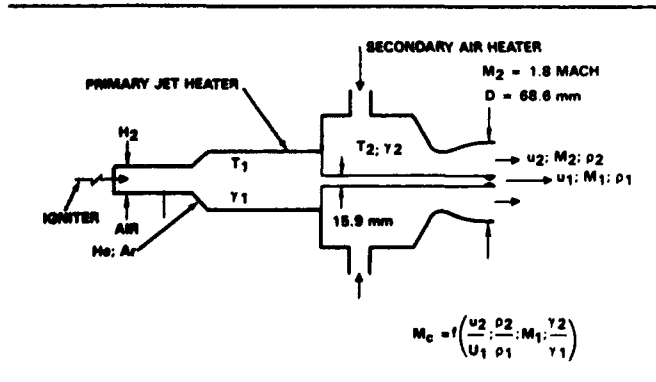 SECONDARY AIR HEATER
M2 = 1.8 MACH
D = 68.6 mm
PRIMARY JET HEATER
H2
T1
T2; γ2
u2; M2; ρ2
u1; M1; ρ1
γ1
IGNITER
AIR
He; Ar
15.9 mm
Mc = f(u2/U1; ρ2/ρ1; M1; γ2/γ1)